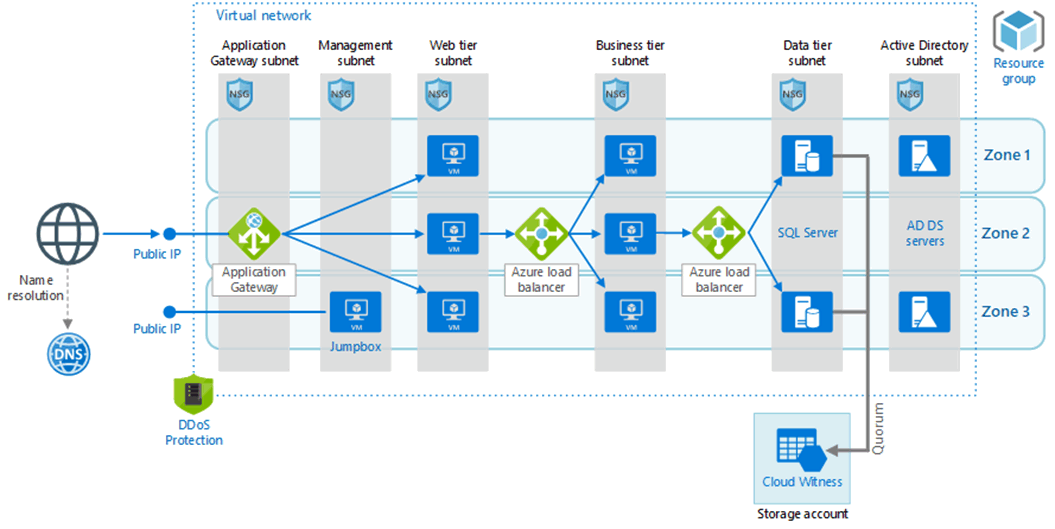 Virtual network
Resource
group
Application
Gateway subnet
Management
subnet
Web tier
subnet
Business tier
subnet
Data tier
subnet
Active Directory
subnet
NSG
NSG
NSG
NSG
NSG
NSG
VM
VM
Zone 1
Public IP
Application
Gateway
VM
Azure load
balancer
VM
Azure load
balancer
SQL Server
AD DS
servers
Zone 2
Name
resolution
DNS
Public IP
VM
Jumpbox
VM
VM
Zone 3
DDoS
Protection
Quorum
Cloud Witness
Storage account